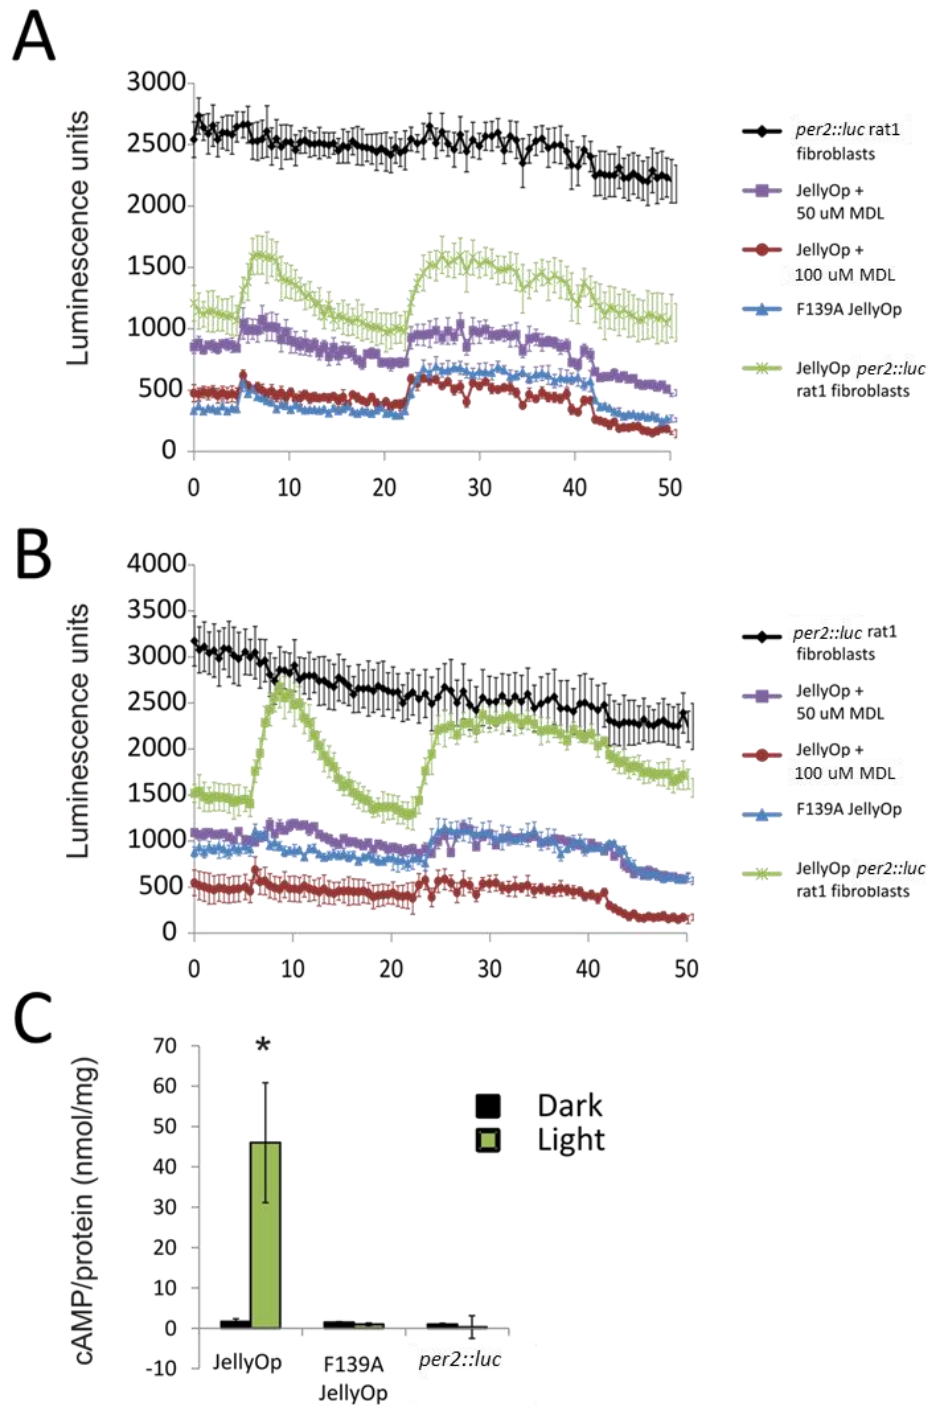 A
Luminescence units
3000
2500
2000
1500
1000
500
0
0 10 20 30 40 50
per2::luc rat1
fibroblasts
JellyOp +
50 uM MDL
JellyOp +
100 uM MDL
F139A JellyOp
JellyOp per2::luc
rat1 fibroblasts
B
Luminescence units
4000
3500
3000
2500
2000
1500
1000
500
0
0 10 20 30 40 50
per2::luc rat1
fibroblasts
JellyOp +
50 uM MDL
JellyOp +
100 uM MDL
F139A JellyOp
JellyOp per2::luc
rat1 fibroblasts
C
cAMP/protein (nmol/mg)
70
60
50
40
30
20
10
0
-10
*
Dark
Light
JellyOp
F139A
JellyOp
per2::luc